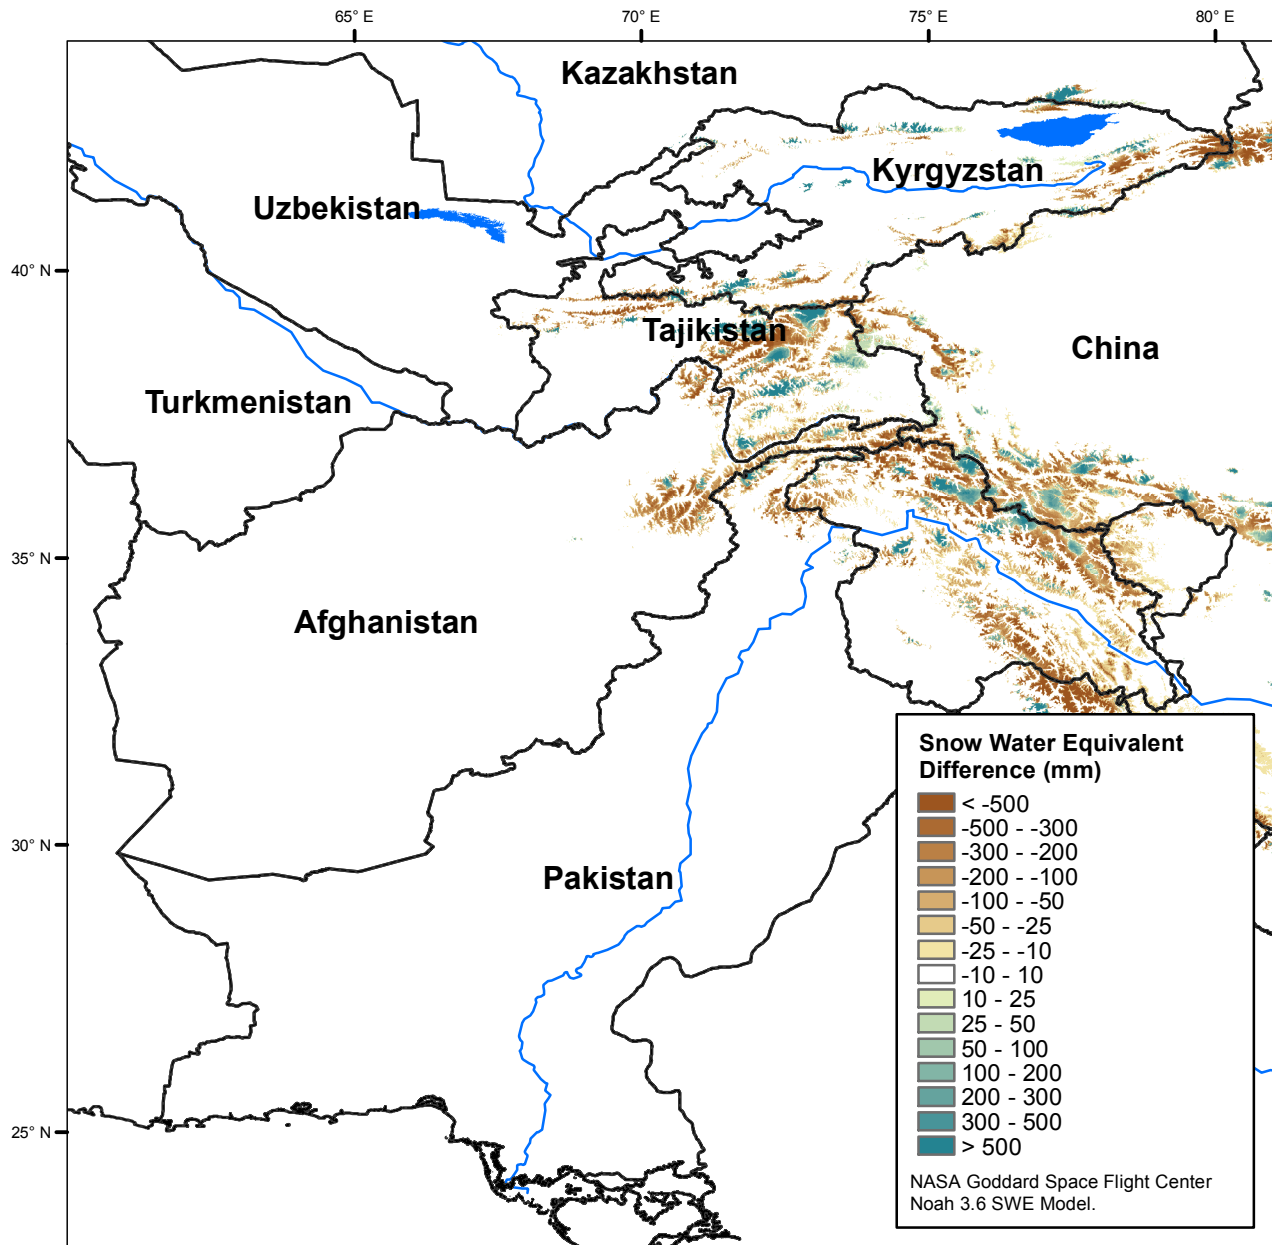 65° E
70° E
75° E
80° E
Kazakhstan
Kyrgyzstan
Uzbekistan
40° N
Tajikistan
China
Turkmenistan
35° N
Afghanistan
30° N
Pakistan
25° N
Snow Water Equivalent
Difference (mm)
< -500
-500 - -300
-300 - -200
-200 - -100
-100 - -50
-50 - -25
-25 - -10
-10 - 10
10 - 25
25 - 50
50 - 100
100 - 200
200 - 300
300 - 500
> 500
NASA Goddard Space Flight Center
Noah 3.6 SWE Model.